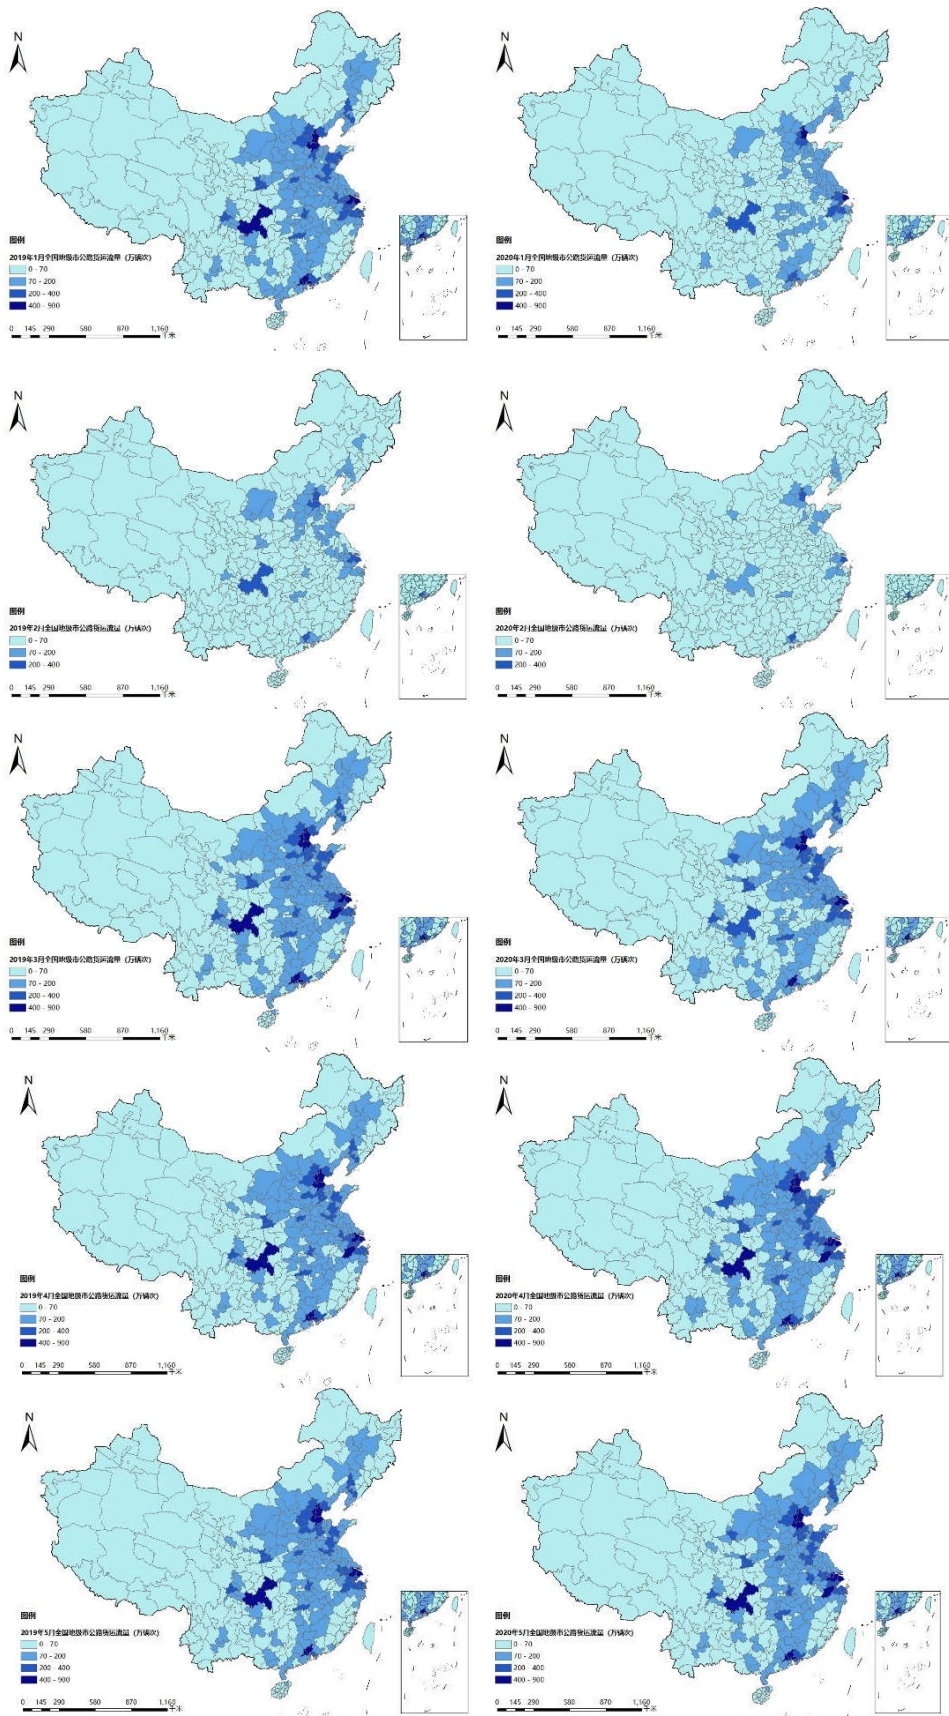 N
图例
2019年1月全国地级市公路货运流量（万辆次）
0 - 70
70 - 200
200 - 400
400 - 900
0 145 290 580 870 1,160
千米
N
图例
2020年1月全国地级市公路货运流量（万辆次）
0 - 70
70 - 200
200 - 400
400 - 900
0 145 290 580 870 1,160
千米
N
图例
2019年2月全国地级市公路货运流量（万辆次）
0 - 70
70 - 200
200 - 400
0 145 290 580 870 1,160
千米
N
图例
2020年2月全国地级市公路货运流量（万辆次）
0 - 70
70 - 200
200 - 400
0 145 290 580 870 1,160
千米
N
图例
2019年3月全国地级市公路货运流量（万辆次）
0 - 70
70 - 200
200 - 400
400 - 900
0 145 290 580 870 1,160
千米
N
图例
2020年3月全国地级市公路货运流量（万辆次）
0 - 70
70 - 200
200 - 400
400 - 900
0 145 290 580 870 1,160
千米
N
图例
2019年4月全国地级市公路货运流量（万辆次）
0 - 70
70 - 200
200 - 400
400 - 900
0 145 290 580 870 1,160
千米
N
图例
2020年4月全国地级市公路货运流量（万辆次）
0 - 70
70 - 200
200 - 400
400 - 900
0 145 290 580 870 1,160
千米
N
图例
2019年5月全国地级市公路货运流量（万辆次）
0 - 70
70 - 200
200 - 400
400 - 900
0 145 290 580 870 1,160
千米
N
图例
2020年5月全国地级市公路货运流量（万辆次）
0 - 70
70 - 200
200 - 400
400 - 900
0 145 290 580 870 1,160
千米